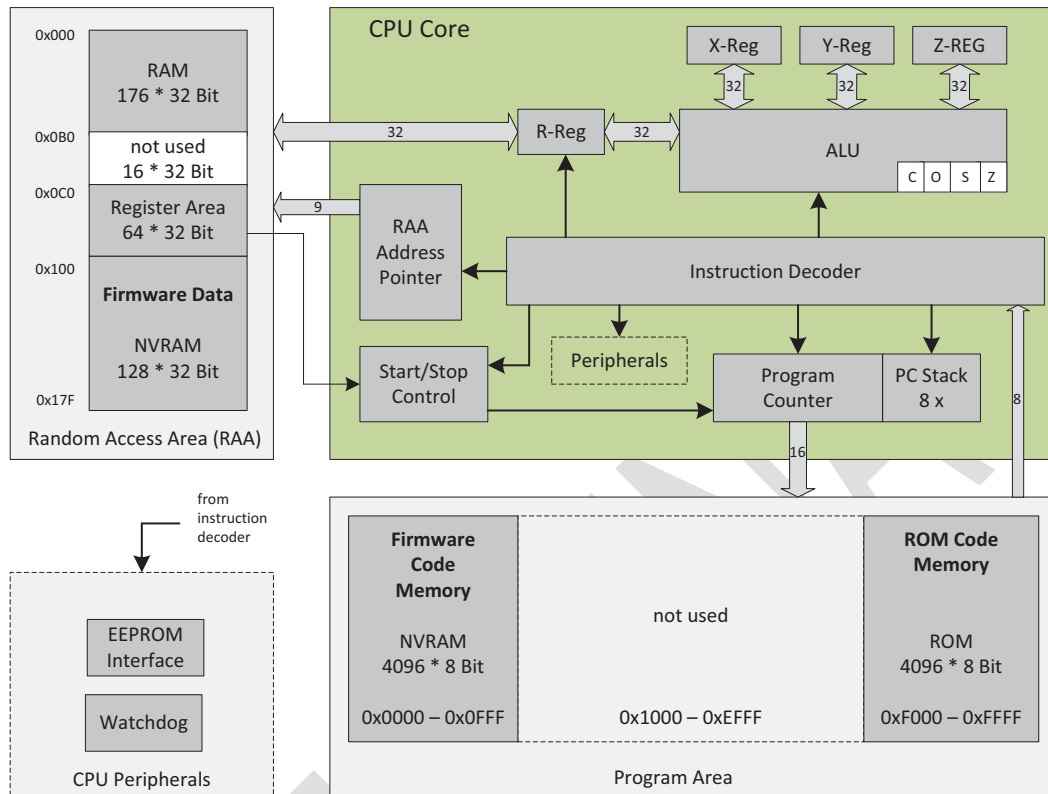 0x000
RAM
176 * 32 Bit
0x0B0
not used
16 * 32 Bit
0x0C0
Register Area
64 * 32 Bit
0x100
Firmware Data
NVRAM
128 * 32 Bit
0x17F
Random Access Area (RAA)
CPU Core
X-Reg
Y-Reg
Z-REG
32
32
32
32
R-Reg
32
ALU
C O S Z
9
RAA
Address
Pointer
Instruction Decoder
Peripherals
Start/Stop
Control
Program
Counter
PC Stack
8 x
8
16
from
instruction
decoder
EEPROM
Interface
Watchdog
CPU Peripherals
Firmware
Code
Memory
NVRAM
4096 * 8 Bit
0x0000 – 0x0FFF
not used
0x1000 – 0xEFFF
ROM Code
Memory
ROM
4096 * 8 Bit
0xF000 – 0xFFFF
Program Area